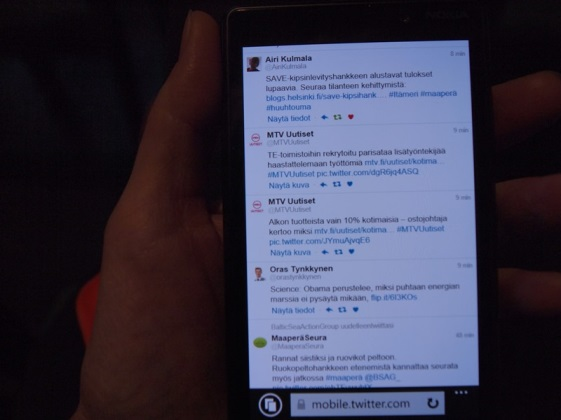 NOKIA
Airi Kulmala 8 min
@AiriKulmala
SAVE-kipsinlevityshankkeen alustavat tulokset
lupaavia. Seuraa tilanteen kehittymistä
blogs.helsinki.fi/save-kipsihank… #Itämeri #maaperä
#huuhtouma
Näytä tiedot
MTV Uutiset 9 min
@MTVUutiset
TE-toimistoihin rekrytoitu parisataa lisätyöntekijää
haastattelemaan työttömiä mtv.fi/uutiset/kotima…
#MTVUutiset pic.twitter.com/dgR6jq4ASQ
Näytä kuva
MTV Uutiset 9 min
@MTVUutiset
Alkon tuotteista vain 10% kotimaisia – ostojohtaja
kertoo miksi mtv.fi/uutiset/kotima… #MTVUutiset
pic.twitter.com/JYmuAjvqE6
Näytä kuva
Oras Tynkkynen 9 min
@orastynkkynen
Science: Obama perustelee, miksi puhtaan energian
marssia ei pysäytä mikään, flip.it/6OKDs
Näytä tiedot
BalticSeaActionGroup uudelleentwiittasi
MaaperäSeura 48 min
@MaaperaSeura
Rannat siistiksi ja ruovikot peltoon.
Ruokopeltohankkeen etenemistä kannattaa seurata
myös jatkossa #maaperä @BSAG_
mobile.twitter.com